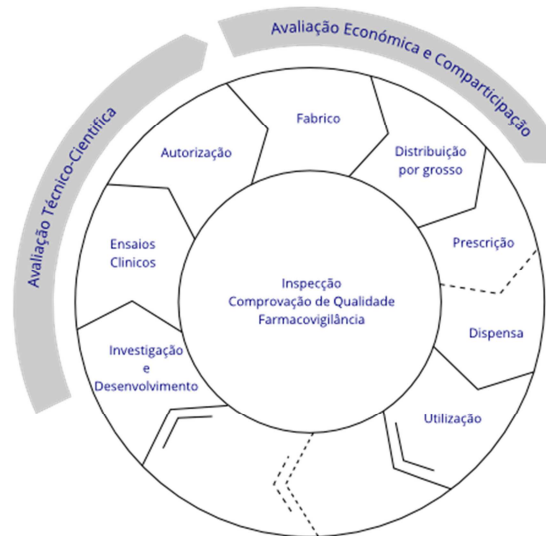 Avaliação Técnico-Científica
Avaliação Económica e Comparticipação
Fabrico
Autorização
Distribuição
por grosso
Ensaios
Clinicos
Prescrição
Inspecção
Comprovação de Qualidade
Farmacovigilância
Dispensa
Investigação
e
Desenvolvimento
Utilização